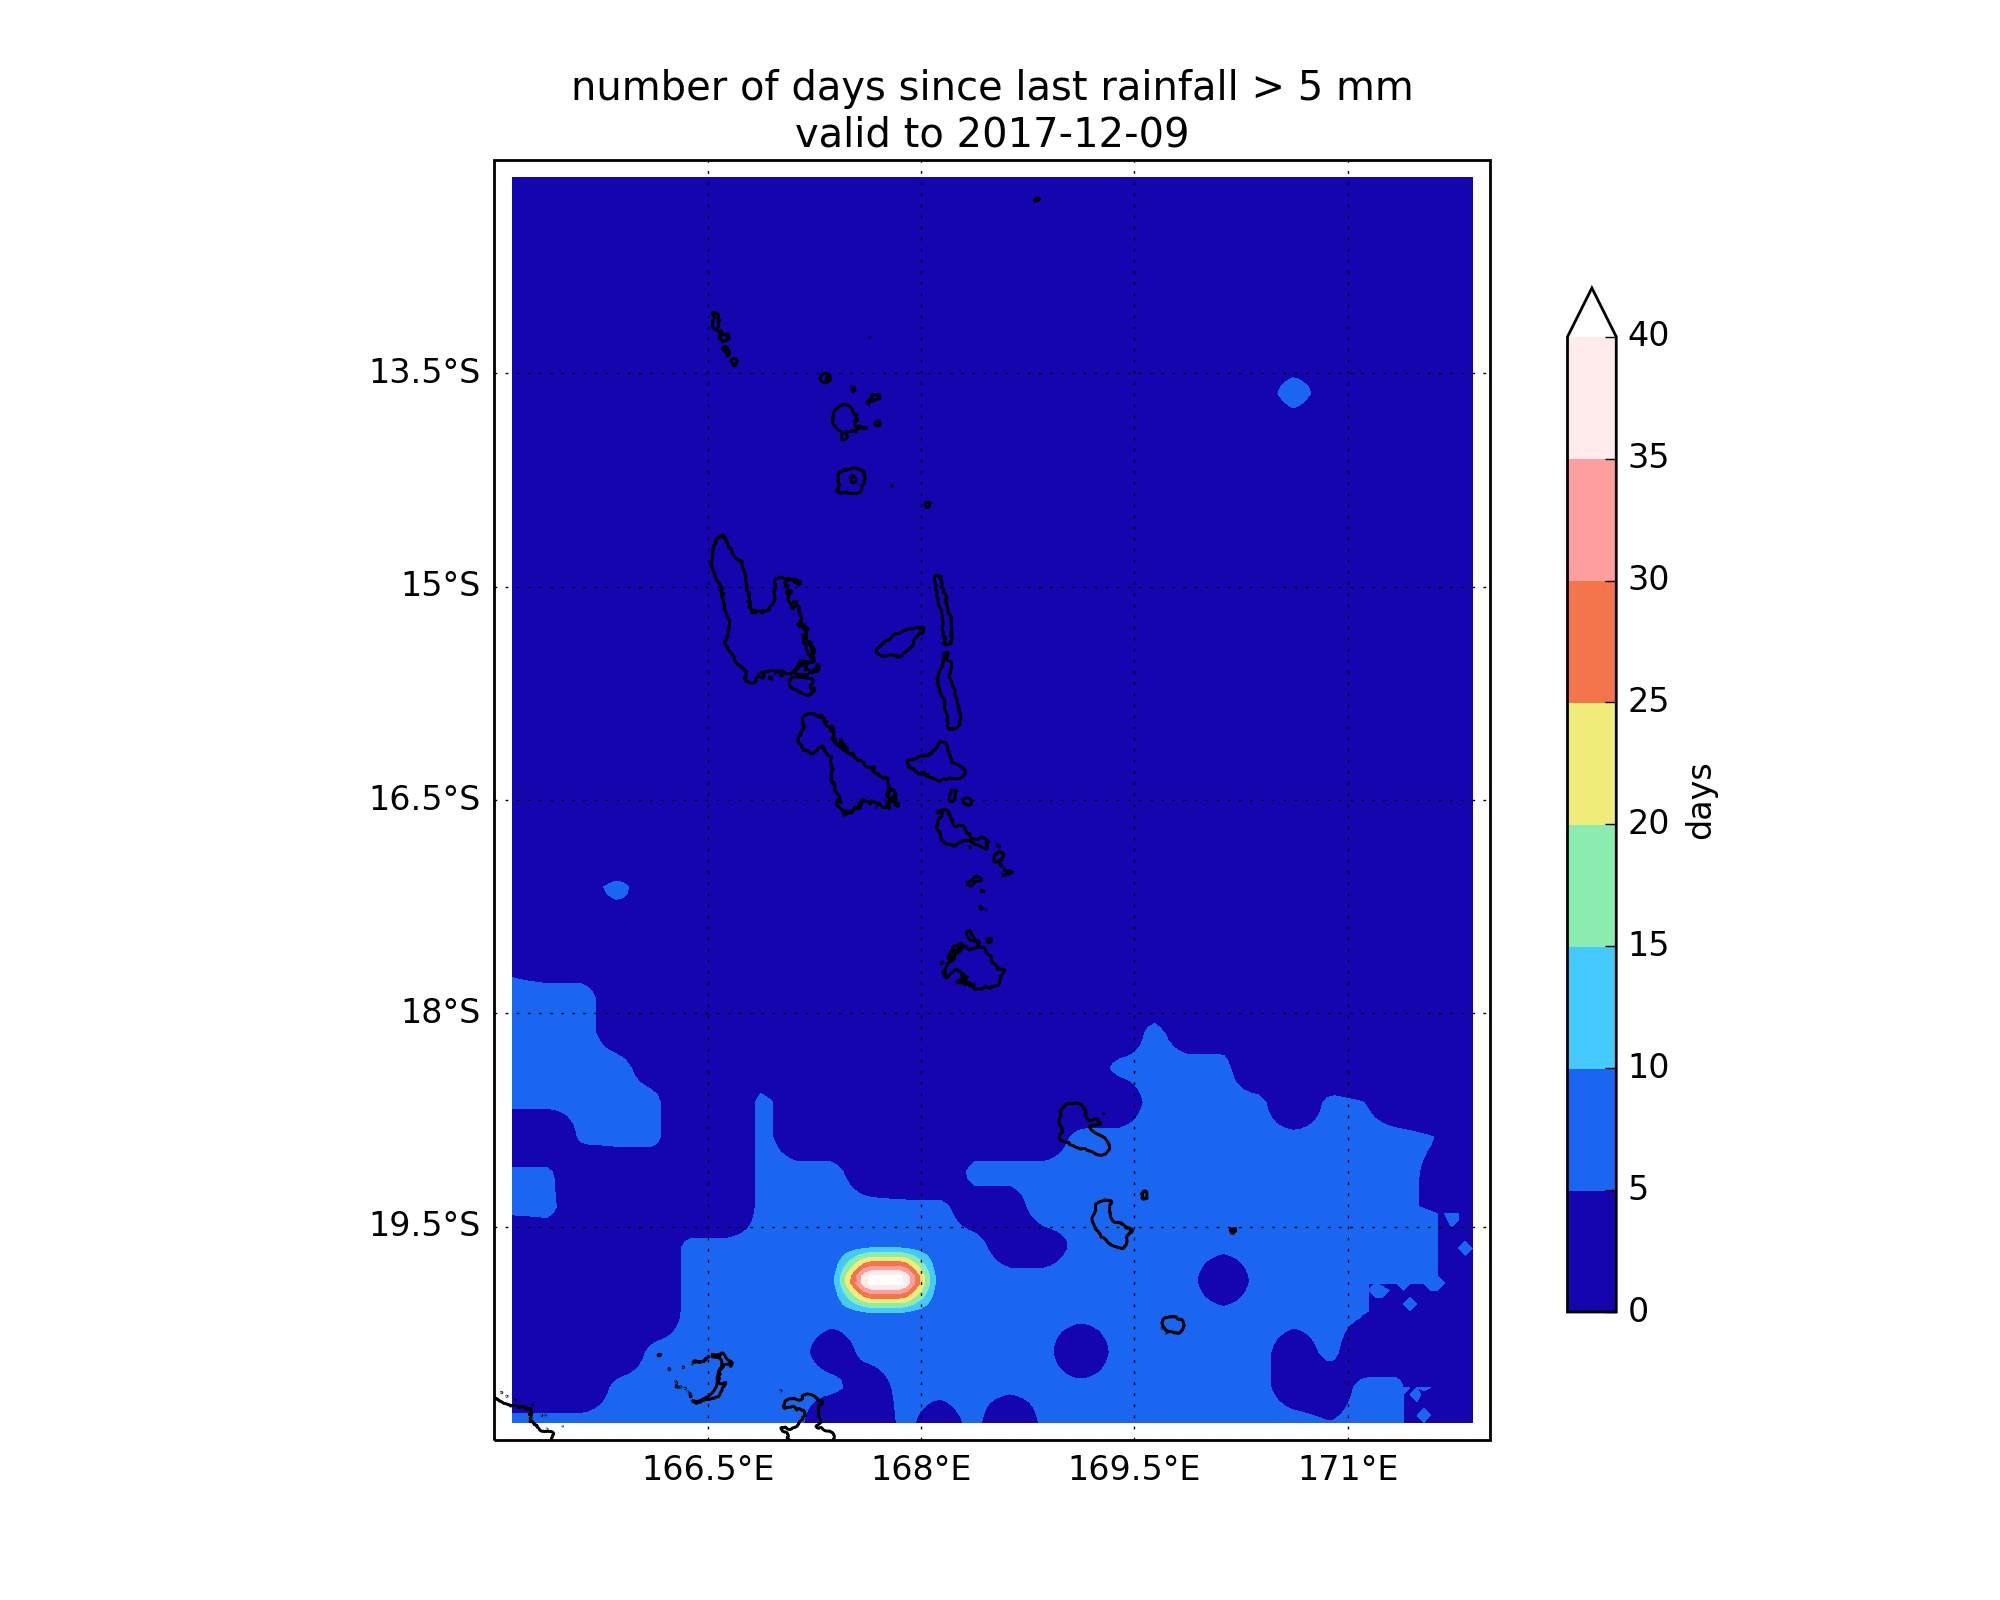 number of days since last rainfall > 5 mm
valid to 2017-12-09
13.5°S
15°S
16.5°S
18°S
19.5°S
166.5°E
168°E
169.5°E
171°E
40
35
30
25
20
15
10
5
0
days